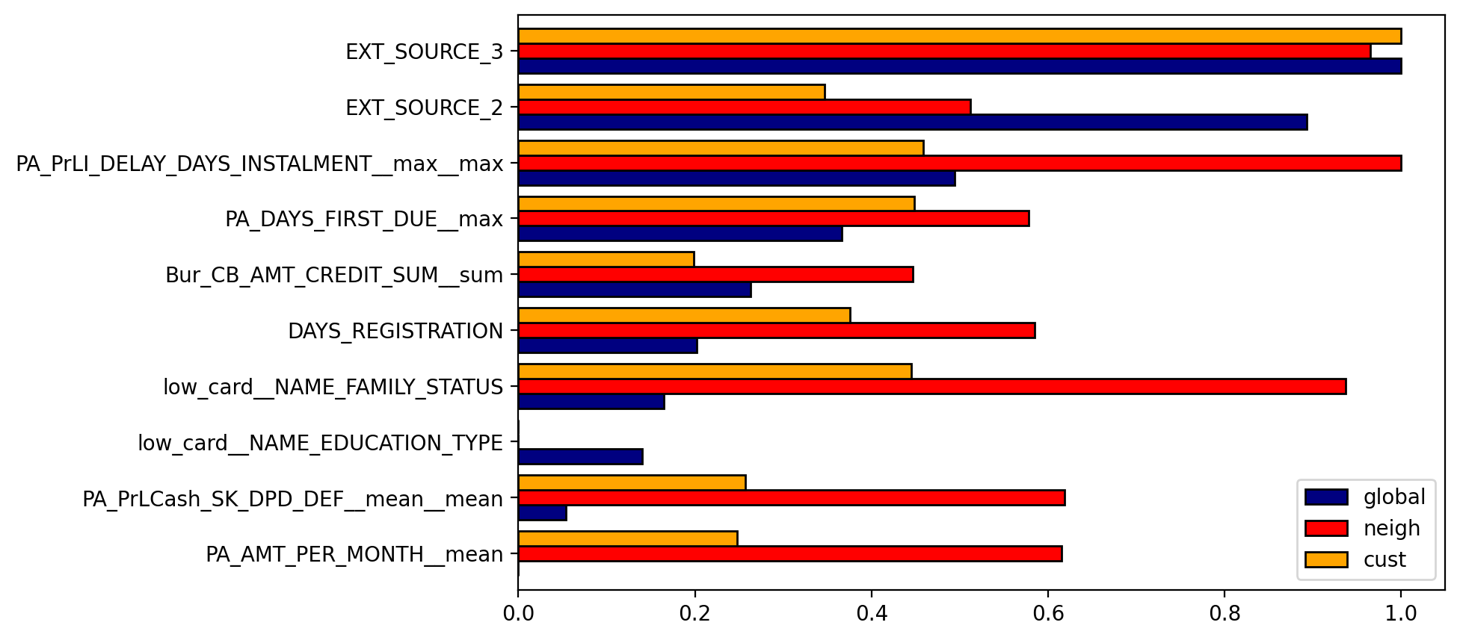 EXT_SOURCE_3
EXT_SOURCE_2
PA_PrLI_DELAY_DAYS_INSTALMENT__max__max
PA_DAYS_FIRST_DUE__max
Bur_CB_AMT_CREDIT_SUM__sum
DAYS_REGISTRATION
low_card__NAME_FAMILY_STATUS
low_card__NAME_EDUCATION_TYPE
PA_PrLCash_SK_DPD_DEF__mean__mean
PA_AMT_PER_MONTH__mean
global
neigh
cust
0.0 0.2 0.4 0.6 0.8 1.0